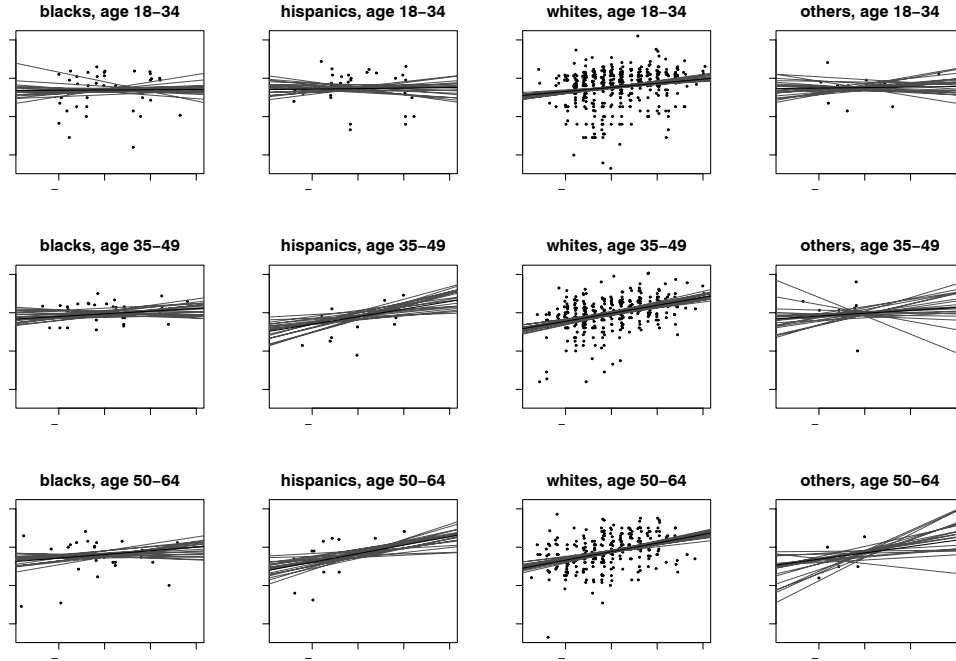 blacks, age 18−34
hispanics, age 18−34
whites, age 18−34
others, age 18−34
blacks, age 35−49
hispanics, age 35−49
whites, age 35−49
others, age 35−49
blacks, age 50−64
hispanics, age 50−64
whites, age 50−64
others, age 50−64